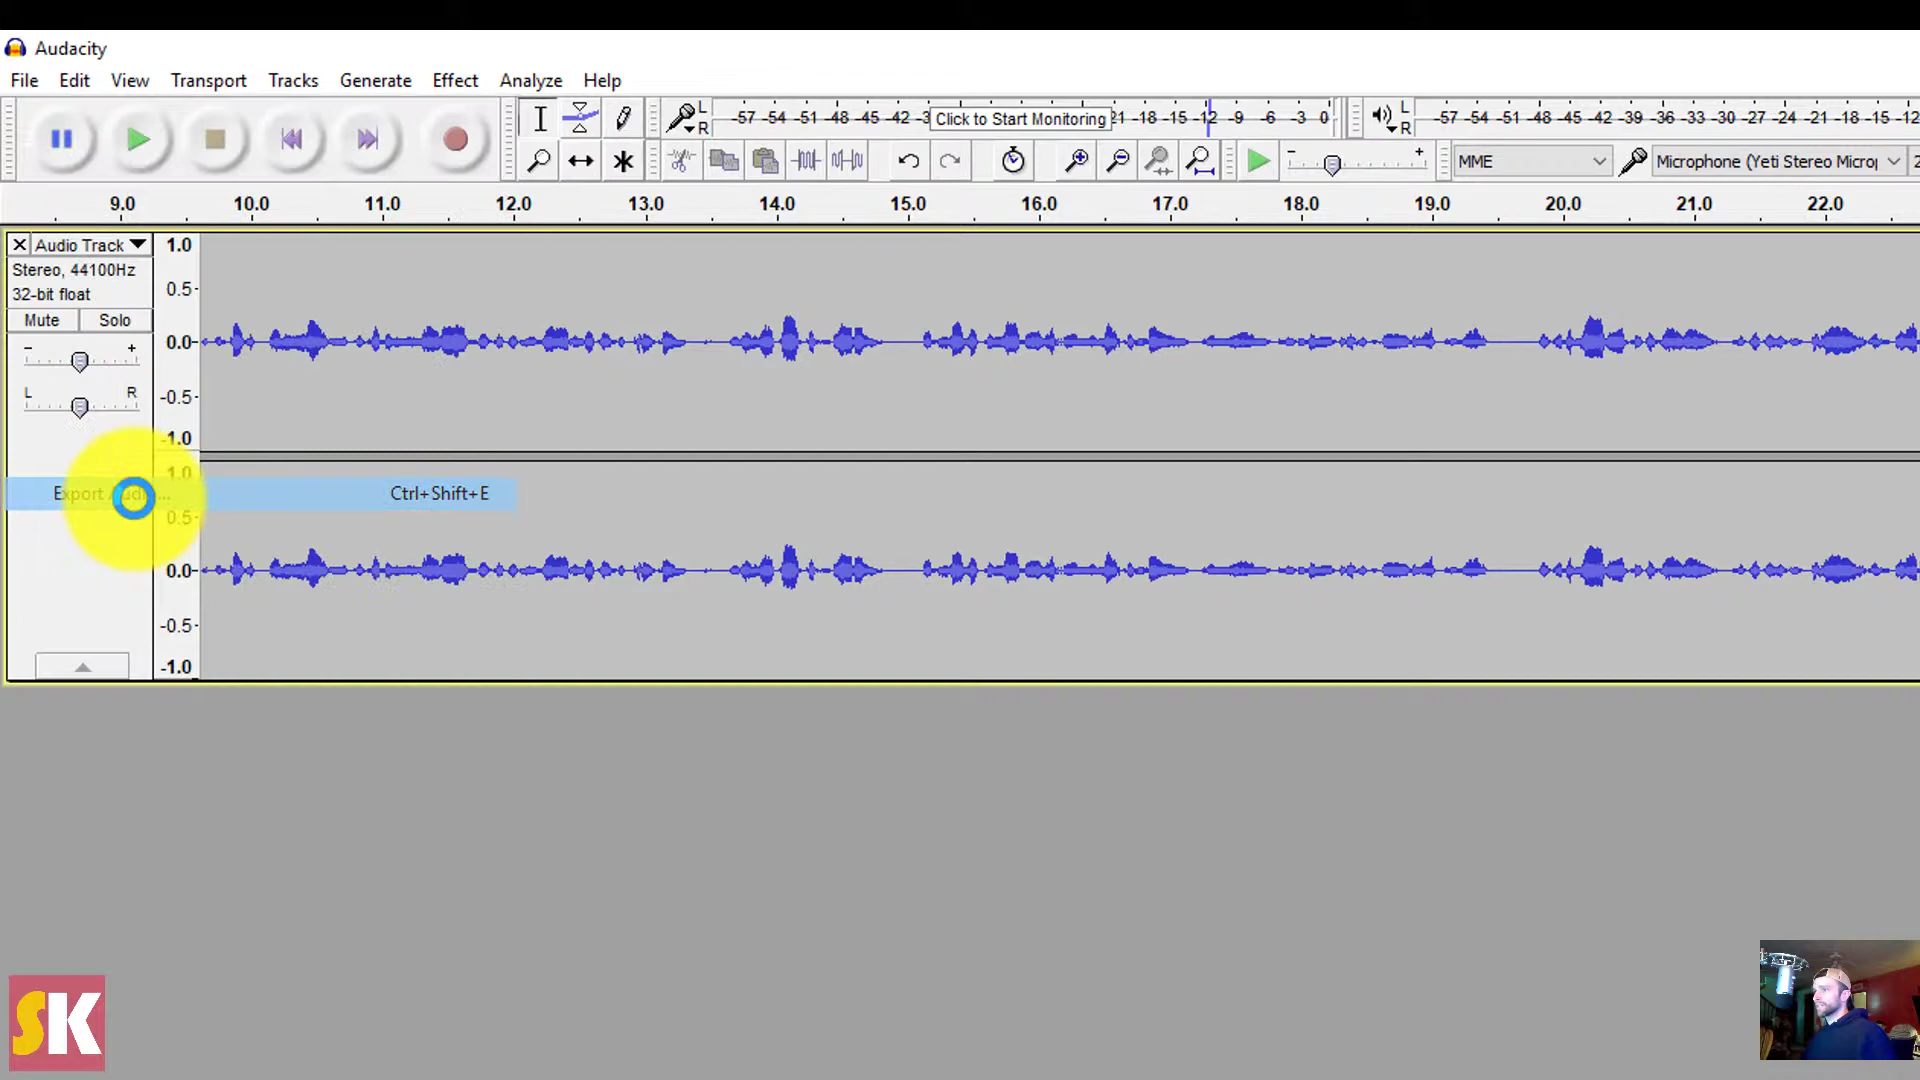 Audacity
File Edit View Transport Tracks Generate Effect Analyze Help
L -57 -54 -51 -48 -45 -42 Click to Start Monitoring -18 -15 -12 -9 -6 -3 0 L -57 -54 -51 -48 -45 -42 -39 -36 -33 -30 -27 -24 -21 -18 -15 -12
R R
- + MME Microphone (Yeti Stereo
9.0 10.0 11.0 12.0 13.0 14.0 15.0 16.0 17.0 18.0 19.0 20.0 21.0 22.0
Audio Track 1.0
Stereo, 44100Hz
0.5
32-bit float
Mute Solo
0.0
- +
L R
-0.5
-1.0
1.0
Export Audio... Ctrl+Shift+E
0.5
0.0
-0.5
-1.0
SK